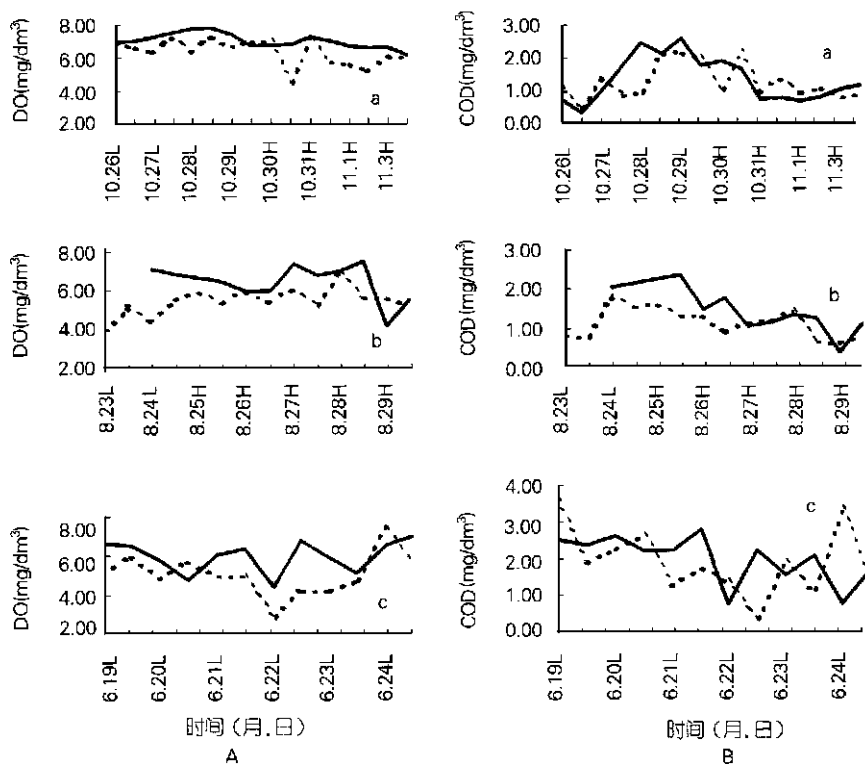 DO(mg/dm³)
8.00
6.00
4.00
2.00
a
10.26L
10.27L
10.28L
10.29L
10.30H
10.31H
11.1H
11.3H
COD(mg/dm³)
3.00
2.00
1.00
0.00
a
10.26L
10.27L
10.28L
10.29L
10.30H
10.31H
11.1H
11.3H
DO(mg/dm³)
8.00
6.00
4.00
2.00
b
8.23L
8.24L
8.25H
8.26H
8.27H
8.28H
8.29H
COD(mg/dm³)
3.00
2.00
1.00
0.00
b
8.23L
8.24L
8.25H
8.26H
8.27H
8.28H
8.29H
DO(mg/dm³)
8.00
6.00
4.00
2.00
c
6.19L
6.20L
6.21L
6.22L
6.23L
6.24L
时间（月.日）
A
COD(mg/dm³)
4.00
3.00
2.00
1.00
0.00
c
6.19L
6.20L
6.21L
6.22L
6.23L
6.24L
时间（月.日）
B